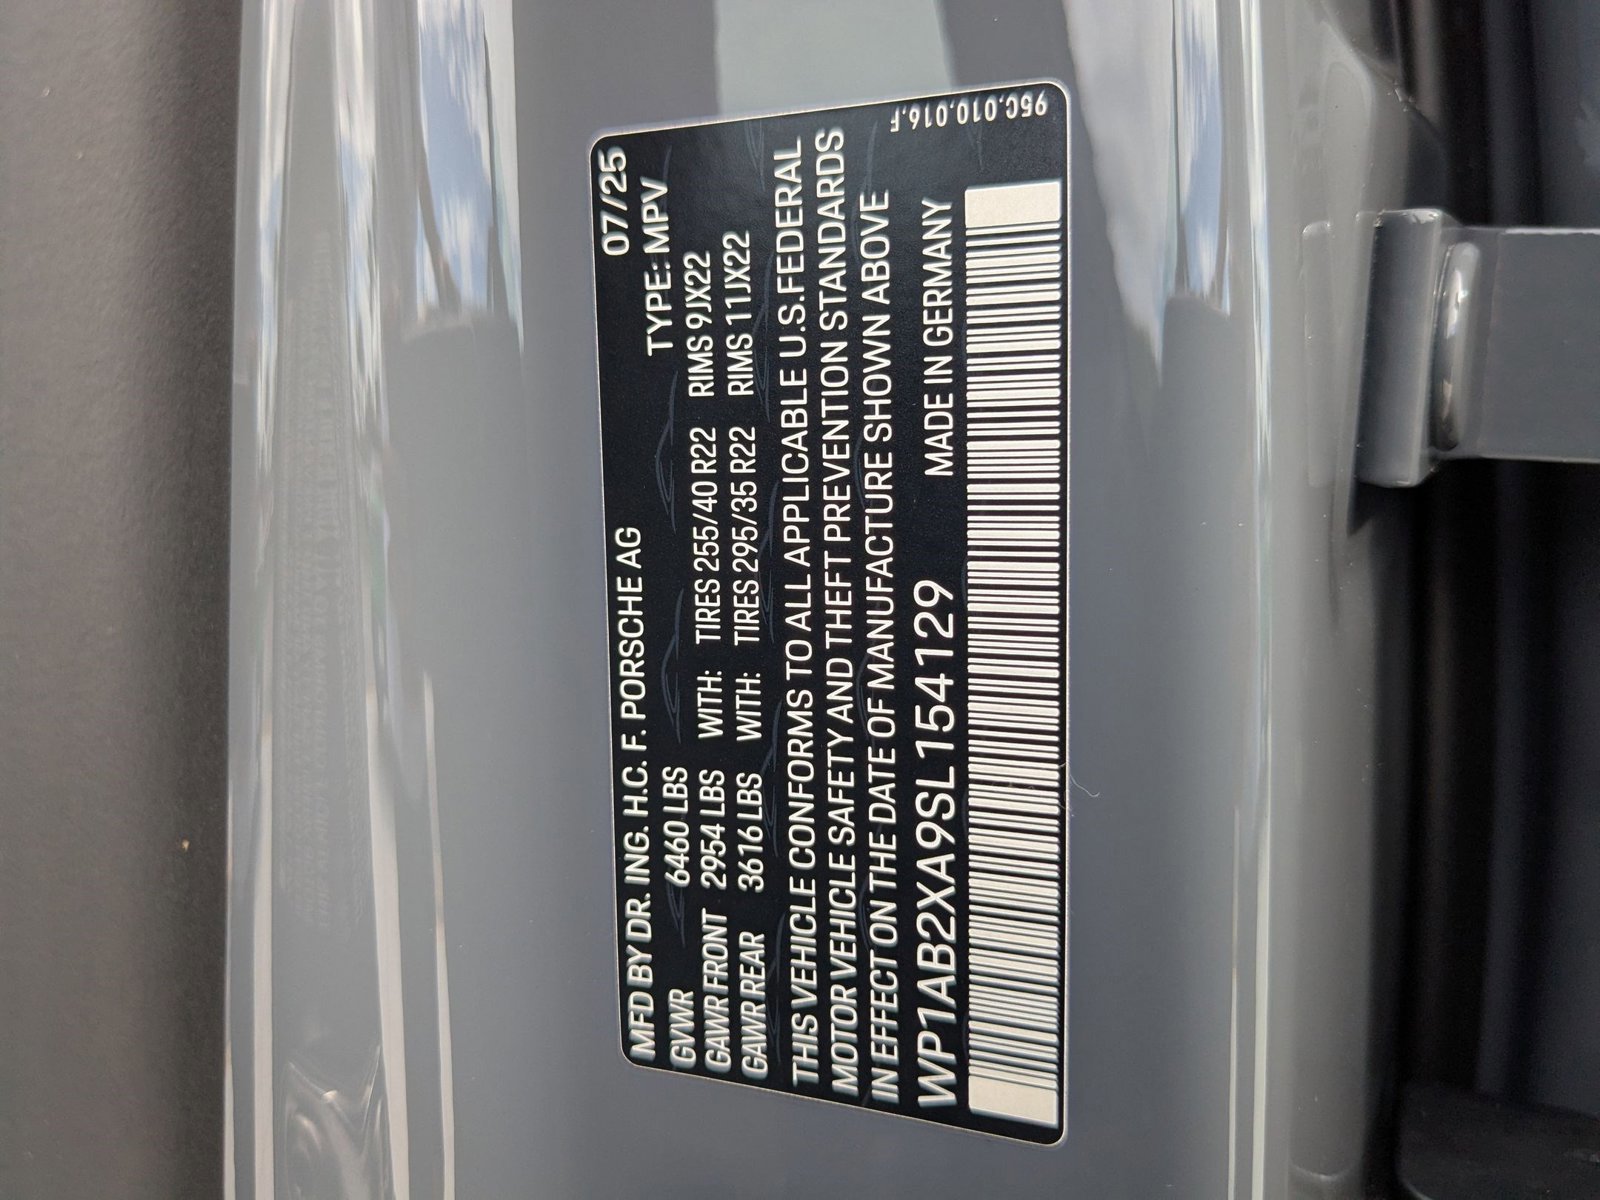 MFD BY DR. ING. H.C. F. PORSCHE AG 07/25
TYPE: MPV
GVWR 6460 LBS
GAWR FRONT 2954 LBS WITH: TIRES 255/40 R22 RIMS 9JX22
GAWR REAR 3616 LBS WITH: TIRES 295/35 R22 RIMS 11JX22
THIS VEHICLE CONFORMS TO ALL APPLICABLE U.S.FEDERAL
MOTOR VEHICLE SAFETY AND THEFT PREVENTION STANDARDS
IN EFFECT ON THE DATE OF MANUFACTURE SHOWN ABOVE
WP1AB2XA9SL154129 MADE IN GERMANY
95C.010.016.F